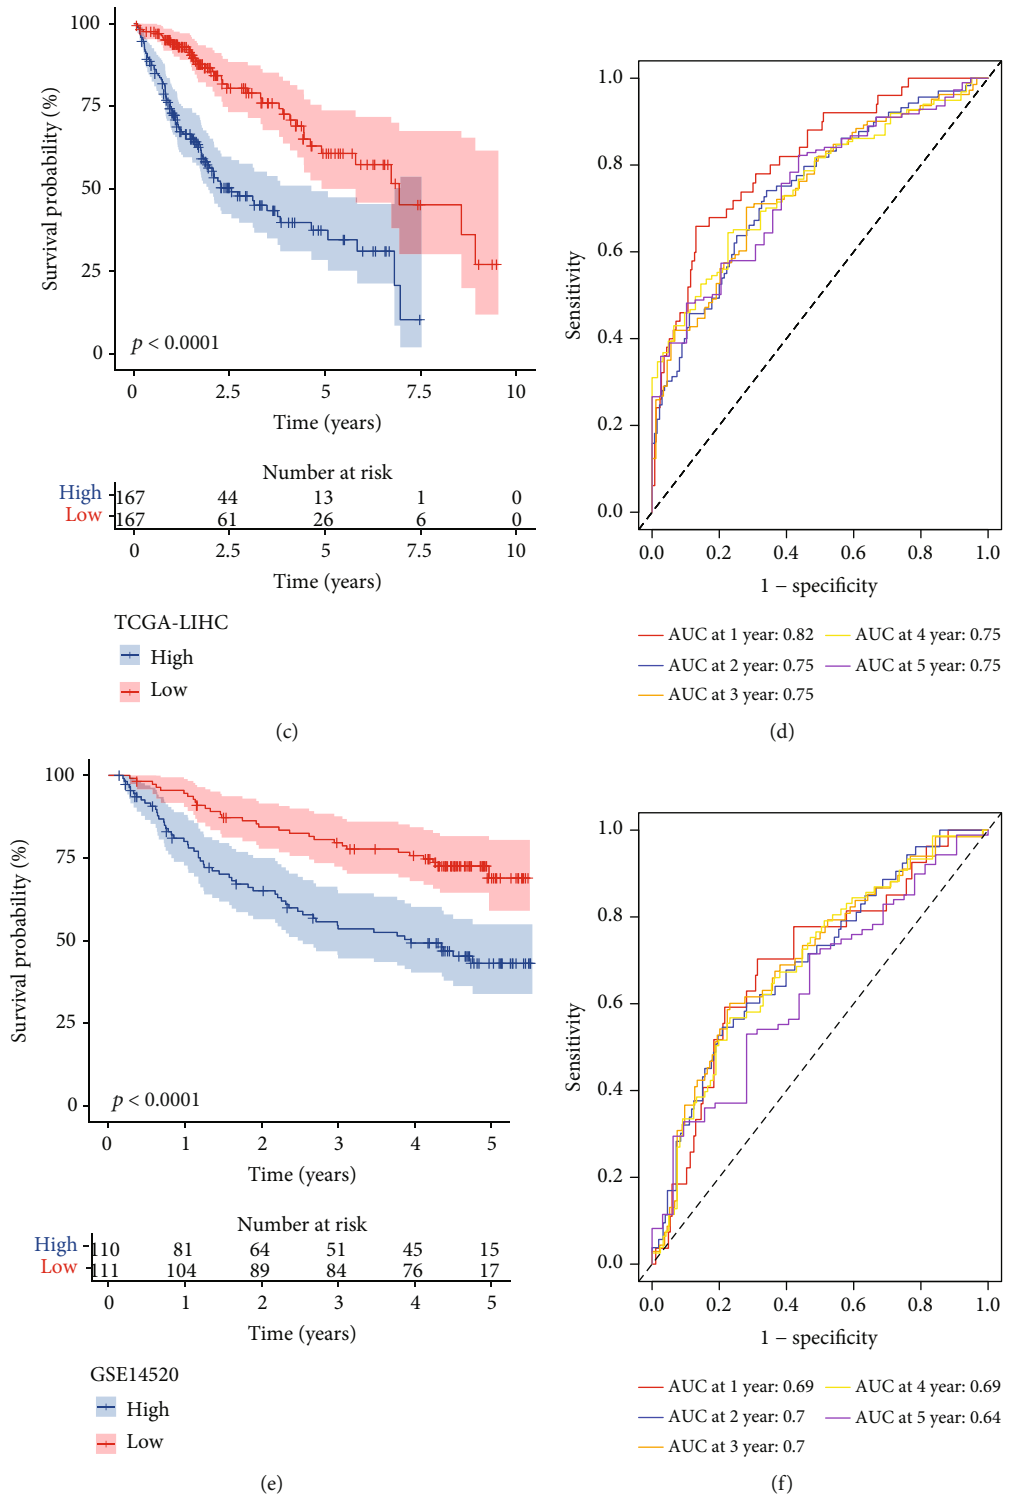 100
75
50
25
0
Survival probability (%)
p < 0.0001
0 2.5 5 7.5 10
Time (years)
Number at risk
High 167 44 13 1 0
Low 167 61 26 6 0
0 2.5 5 7.5 10
Time (years)
TCGA-LIHC
High
Low
(c)
1.0
0.8
0.6
0.4
0.2
0.0
Sensitivity
0.0 0.2 0.4 0.6 0.8 1.0
1 − specificity
AUC at 1 year: 0.82 AUC at 4 year: 0.75
AUC at 2 year: 0.75 AUC at 5 year: 0.75
AUC at 3 year: 0.75
(d)
100
75
50
25
0
Survival probability (%)
p < 0.0001
0 1 2 3 4 5
Time (years)
Number at risk
High 110 81 64 51 45 15
Low 111 104 89 84 76 17
0 1 2 3 4 5
Time (years)
GSE14520
High
Low
(e)
1.0
0.8
0.6
0.4
0.2
0.0
Sensitivity
0.0 0.2 0.4 0.6 0.8 1.0
1 − specificity
AUC at 1 year: 0.69 AUC at 4 year: 0.69
AUC at 2 year: 0.7 AUC at 5 year: 0.64
AUC at 3 year: 0.7
(f)